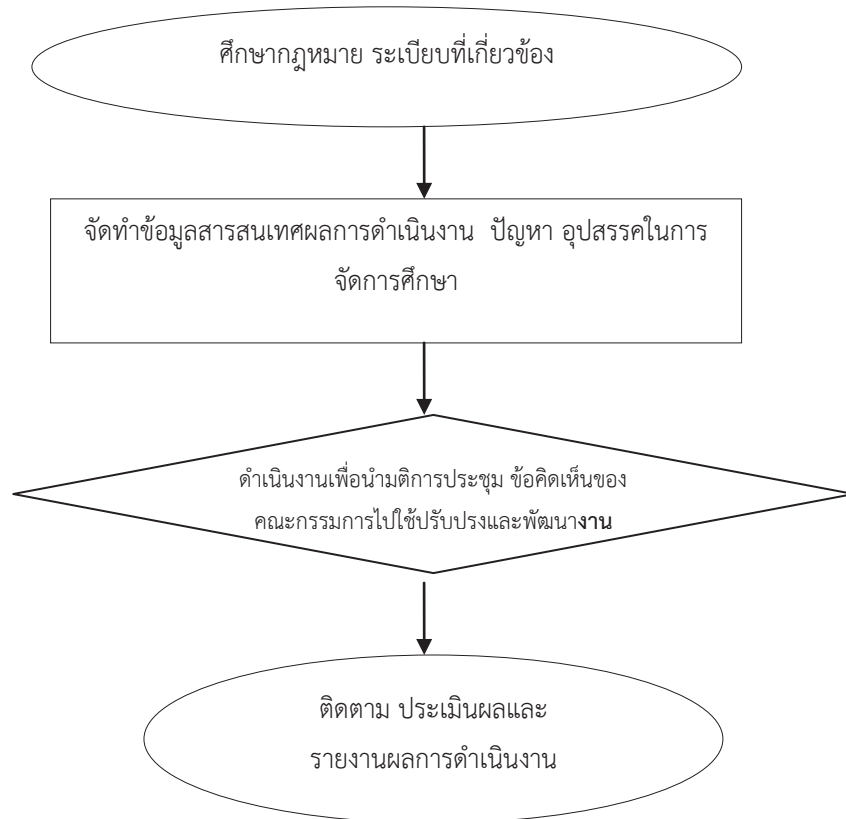 ศึกษากฎหมาย ระเบียบที่เกี่ยวข้อง
จัดทำข้อมูลสารสนเทศผลการดำเนินงาน ปัญหา อุปสรรคในการ
จัดการศึกษา
ดำเนินงานเพื่อนำมติการประชุม ข้อคิดเห็นของ
คณะกรรมการไปใช้ปรับปรุงและพัฒนางาน
ติดตาม ประเมินผลและ
รายงานผลการดำเนินงาน